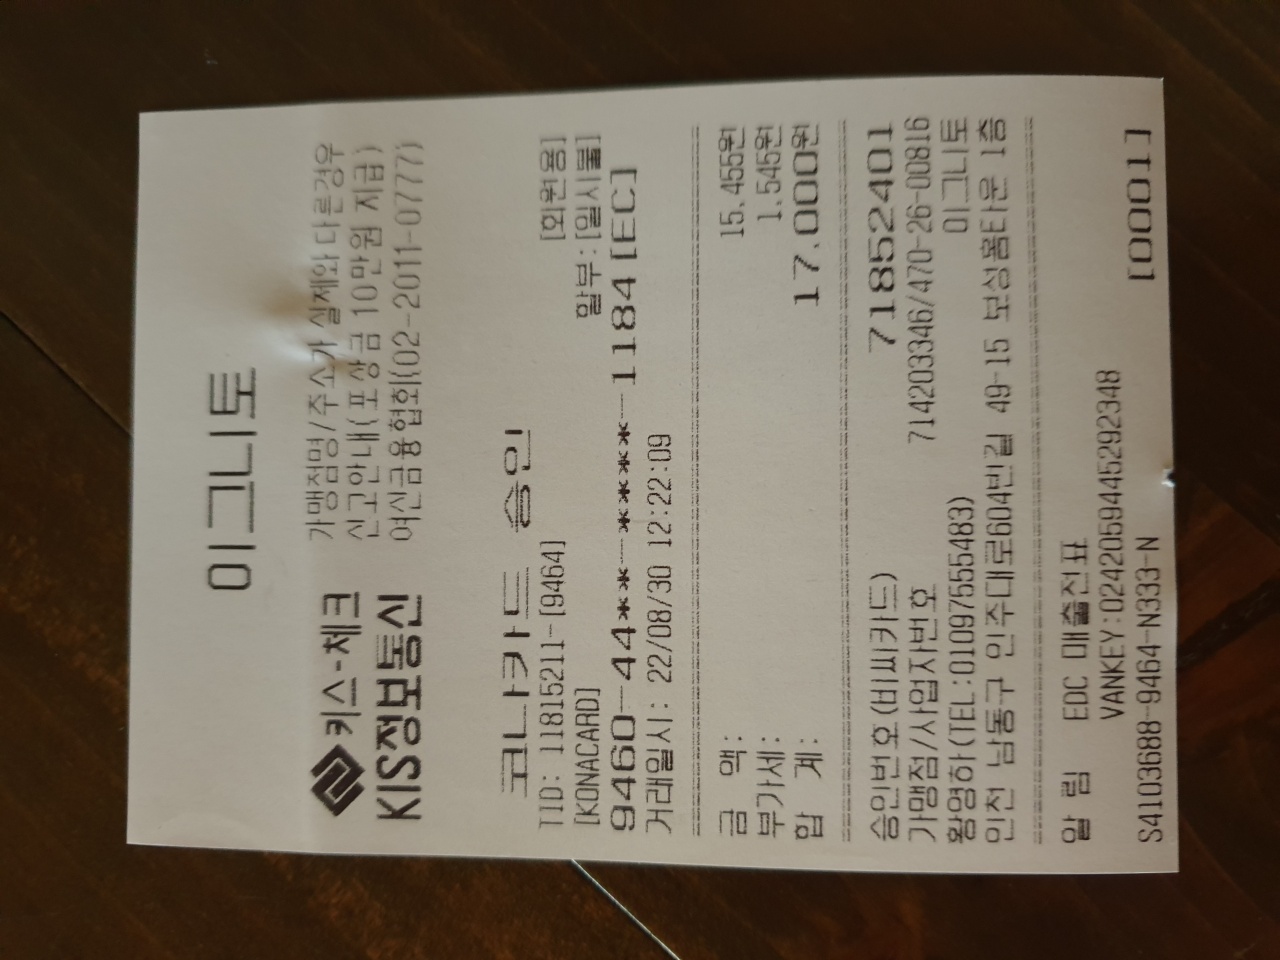 이그니토
키스-체크 가맹점명/주소가 실제와 다른경우
신고안내(포상금 10만원 지급)
KIS정보통신 여신금융협회(02-2011-0777)
코나카드 승인
TID: 11815211-[9464] [회원용]
[KONACARD] 할부:[일시불]
9460-44**-****-1184 [EC]
거래일시: 22/08/30 12:22:09
금 액: 15.455원
부가세: 1.545원
합 계: 17.000원
승인번호(비씨카드) 71852401
가맹점/사업자번호 714203346/470-26-00816
황영하(TEL:01097555483) 이그니토
인천 남동구 인주대로604번길 49-15 보성홈타운 1층
알 림 EDC 매출전표
VANKEY:0242059445292348
S4103688-9464-N333-N [0001]